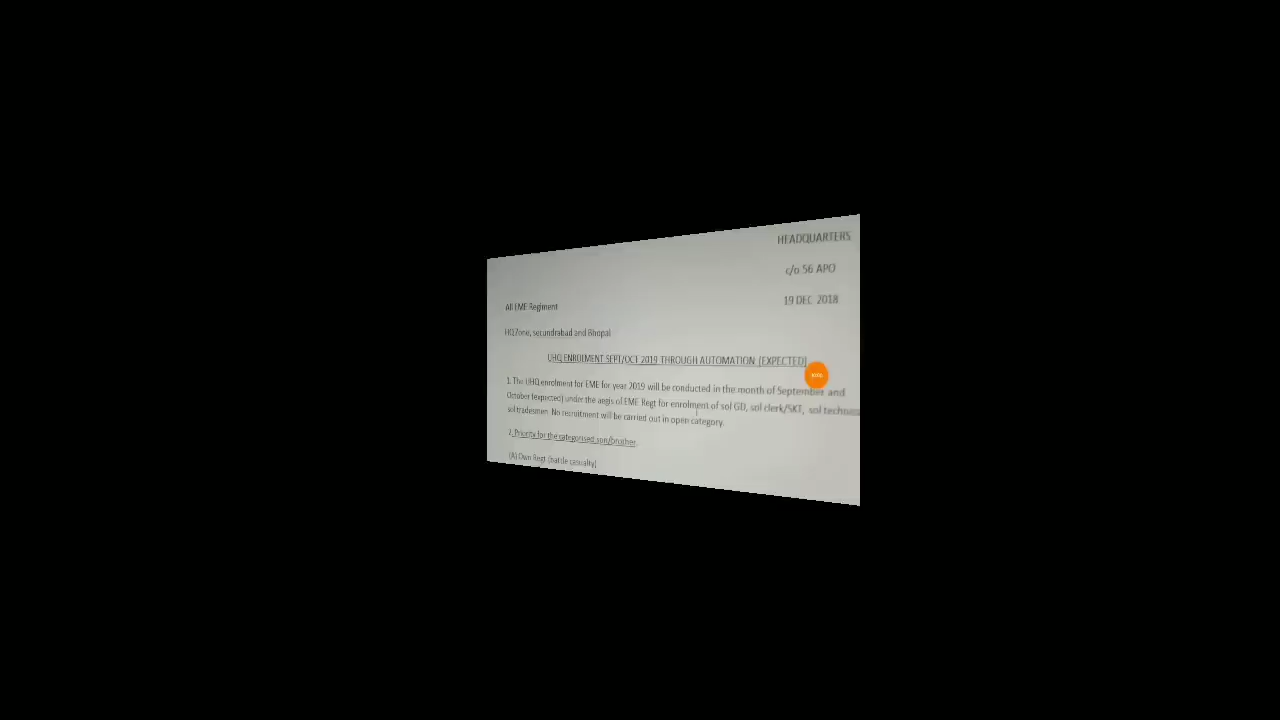 HEADQUARTERS
c/o 56 APO
19 DEC 2018
All EME Regiment
HQ Zone, secundrabad and Bhopal
UHQ ENROLMENT SEPT/OCT 2019 THROUGH AUTOMATION (EXPECTED)
1. The UHQ enrolment for EME for year 2019 will be conducted in the month of September and
October (expected) under the aegis of EME Regt for enrolment of sol GD, sol clerk/SKT, sol
sol tradesmen. No recruitment will be carried out in open category.
2. Priority for the categorised son/brother
(A) Own Regt (battle casualty)